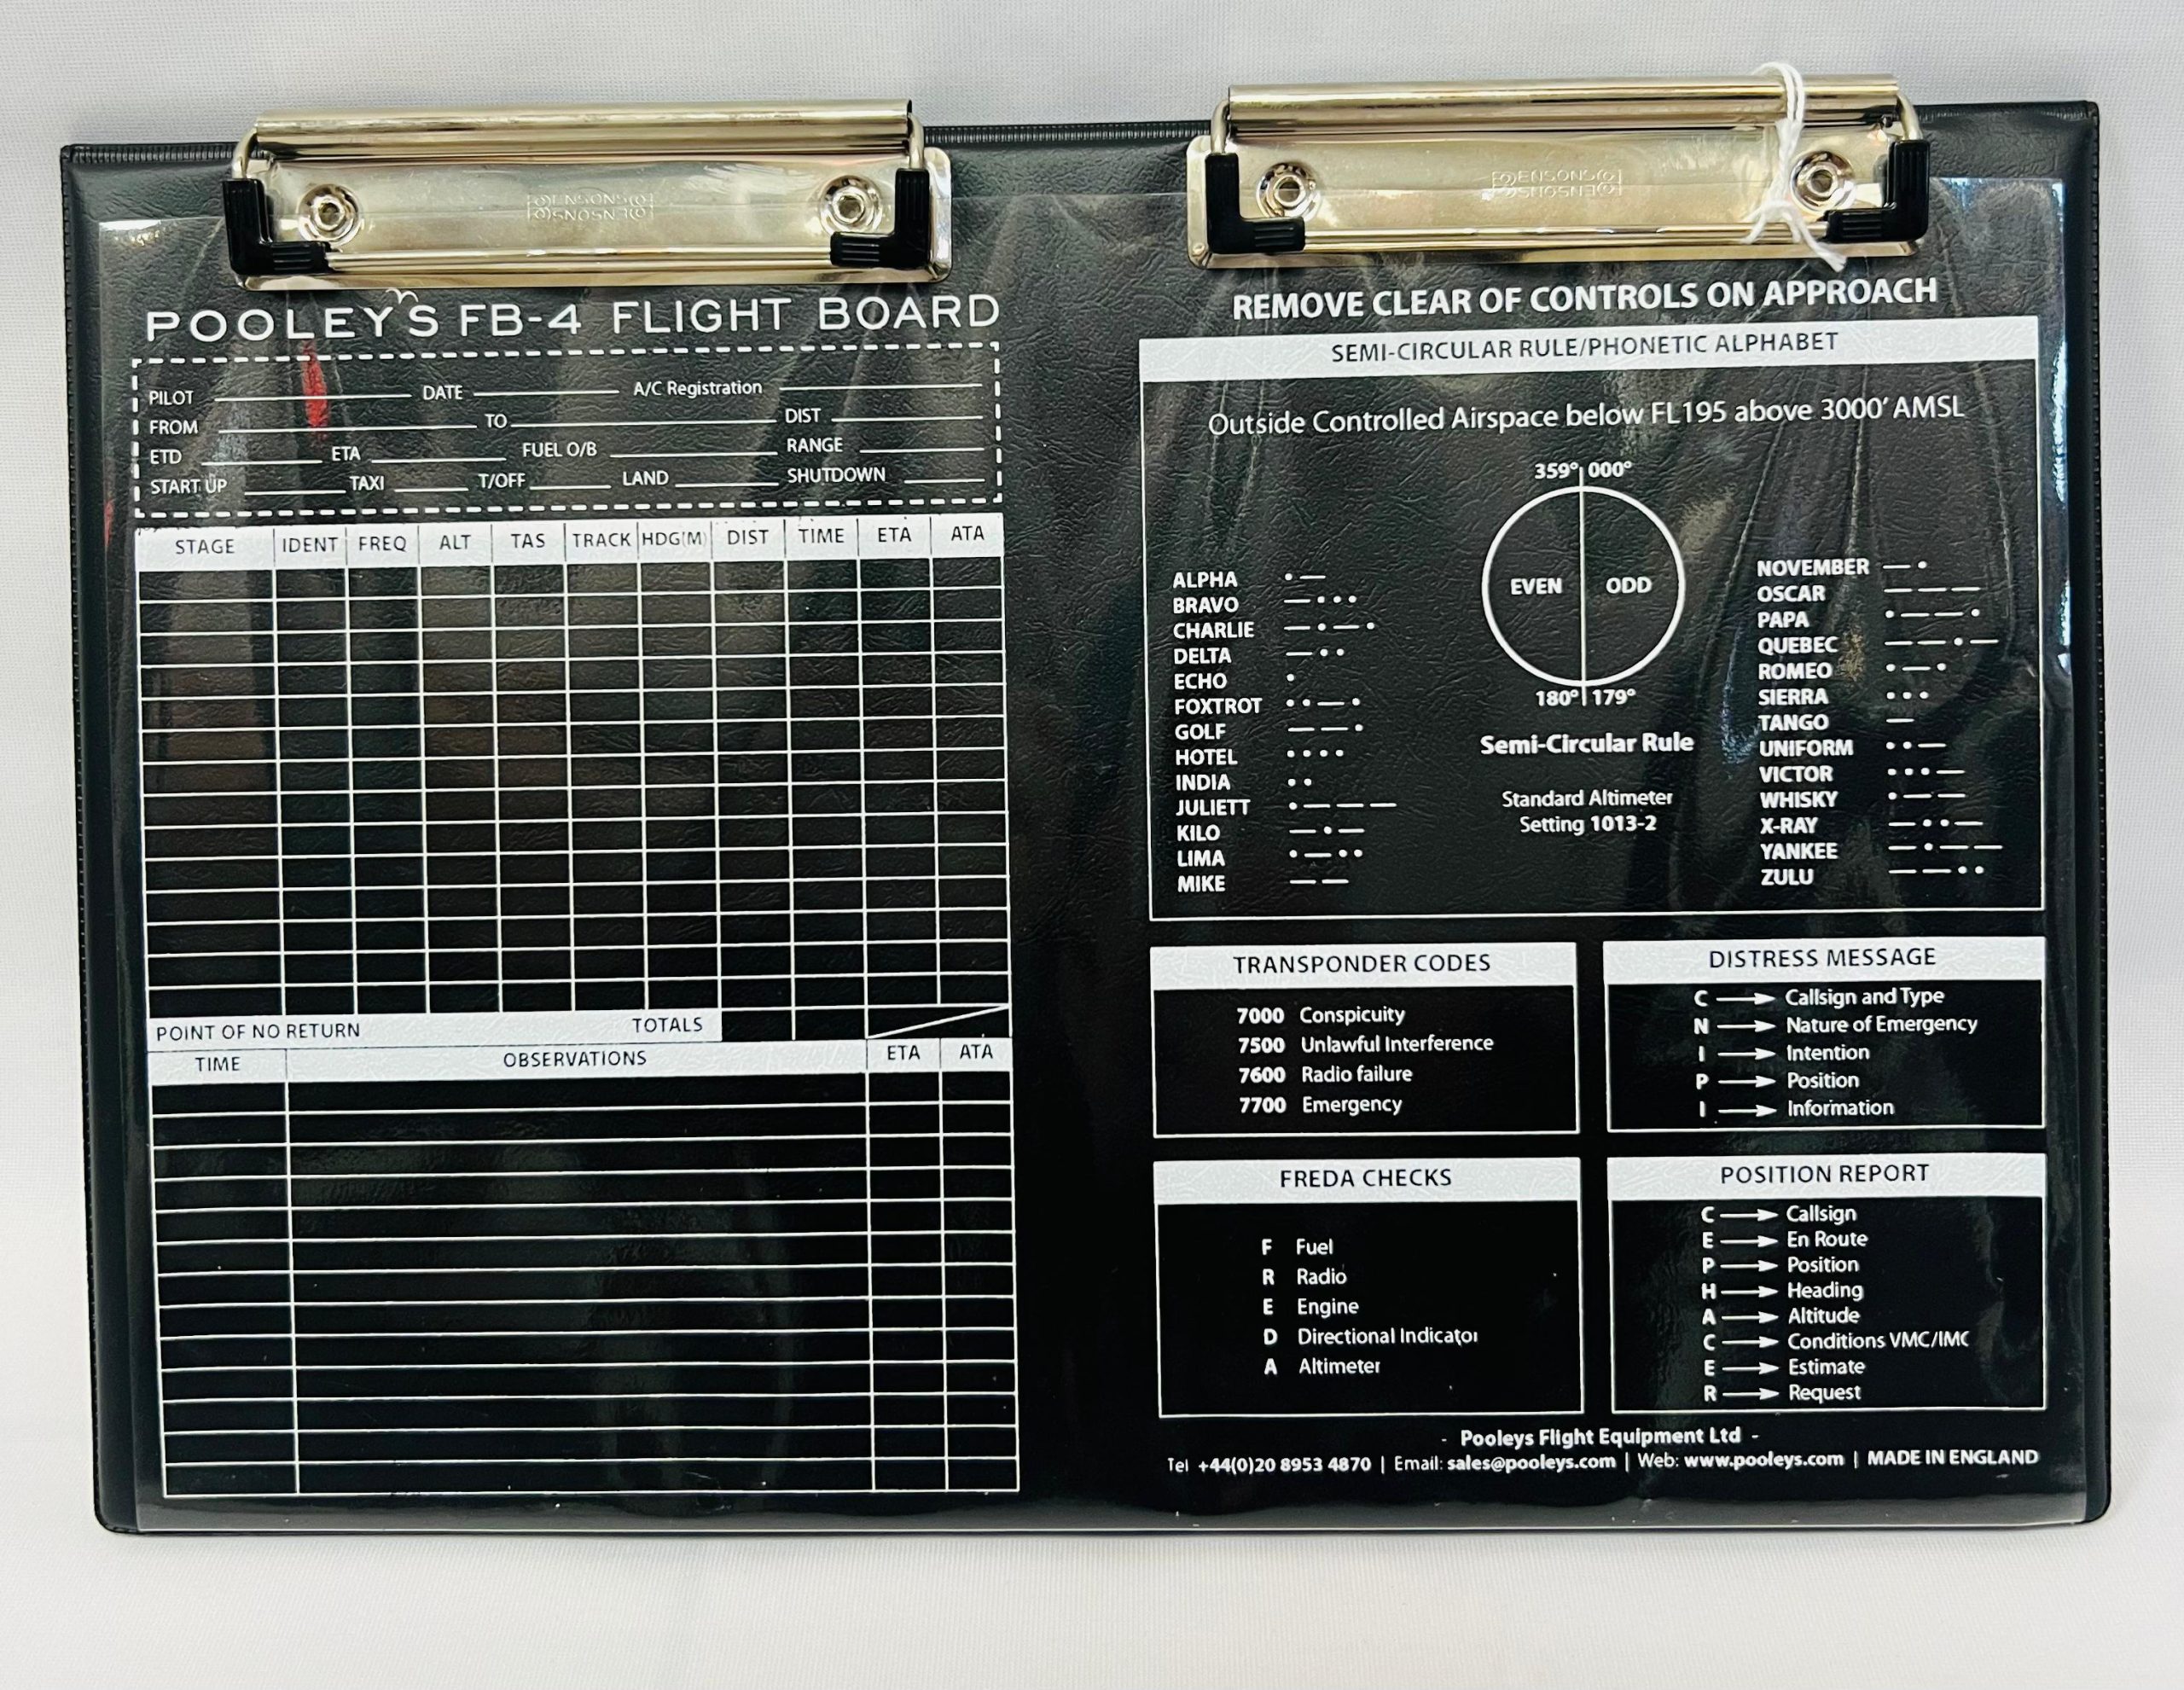 POOLEY'S FB-4 FLIGHT BOARD
PILOT DATE A/C Registration
FROM TO DIST
ETD ETA FUEL O/B RANGE
START UP TAXI T/OFF LAND SHUTDOWN
STAGE IDENT FREQ ALT TAS TRACK HDG(M) DIST TIME ETA ATA
POINT OF NO RETURN TOTALS
TIME OBSERVATIONS ETA ATA
REMOVE CLEAR OF CONTROLS ON APPROACH
SEMI-CIRCULAR RULE/PHONETIC ALPHABET
Outside Controlled Airspace below FL195 above 3000' AMSL
359° 000°
EVEN ODD
180° 179°
Semi-Circular Rule
Standard Altimeter
Setting 1013-2
ALPHA •—
BRAVO —•••
CHARLIE —•—•
DELTA —••
ECHO •
FOXTROT ••—•
GOLF ——•
HOTEL ••••
INDIA ••
JULIETT •———
KILO —•—
LIMA •—••
MIKE ——
NOVEMBER —•
OSCAR ———
PAPA •——•
QUEBEC ——•—
ROMEO •—•
SIERRA •••
TANGO —
UNIFORM ••—
VICTOR •••—
WHISKY •——
X-RAY —••—
YANKEE —•——
ZULU ——••
TRANSPONDER CODES
7000 Conspicuity
7500 Unlawful Interference
7600 Radio failure
7700 Emergency
DISTRESS MESSAGE
C → Callsign and Type
N → Nature of Emergency
I → Intention
P → Position
I → Information
FREDA CHECKS
F Fuel
R Radio
E Engine
D Directional Indicator
A Altimeter
POSITION REPORT
C → Callsign
E → En Route
P → Position
H → Heading
A → Altitude
C → Conditions VMC/IMC
E → Estimate
R → Request
- Pooleys Flight Equipment Ltd -
Tel +44(0)20 8953 4870 | Email: sales@pooleys.com | Web: www.pooleys.com | MADE IN ENGLAND